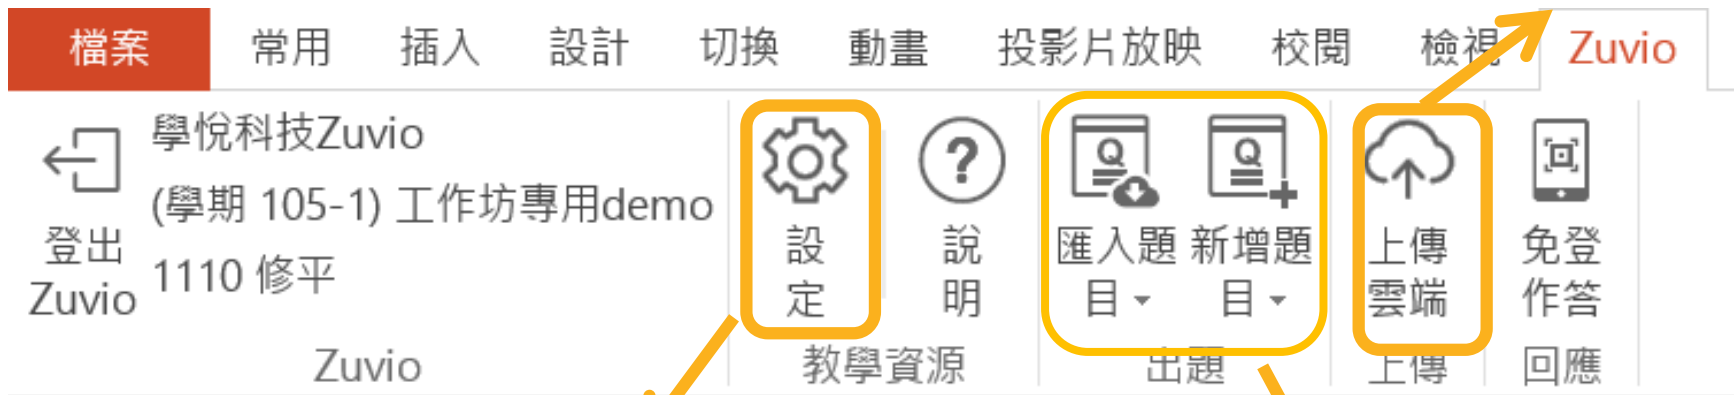 檔案 常用 插入 設計 切換 動畫 投影片放映 校閱 檢視 Zuvio
登出
Zuvio
學悅科技Zuvio
(學期 105-1) 工作坊專用demo
1110 修平
Zuvio
設
定
說
明
教學資源
Q
匯入題
目
Q
新增題
目
出題
上傳
雲端
上傳
免登
作答
回應